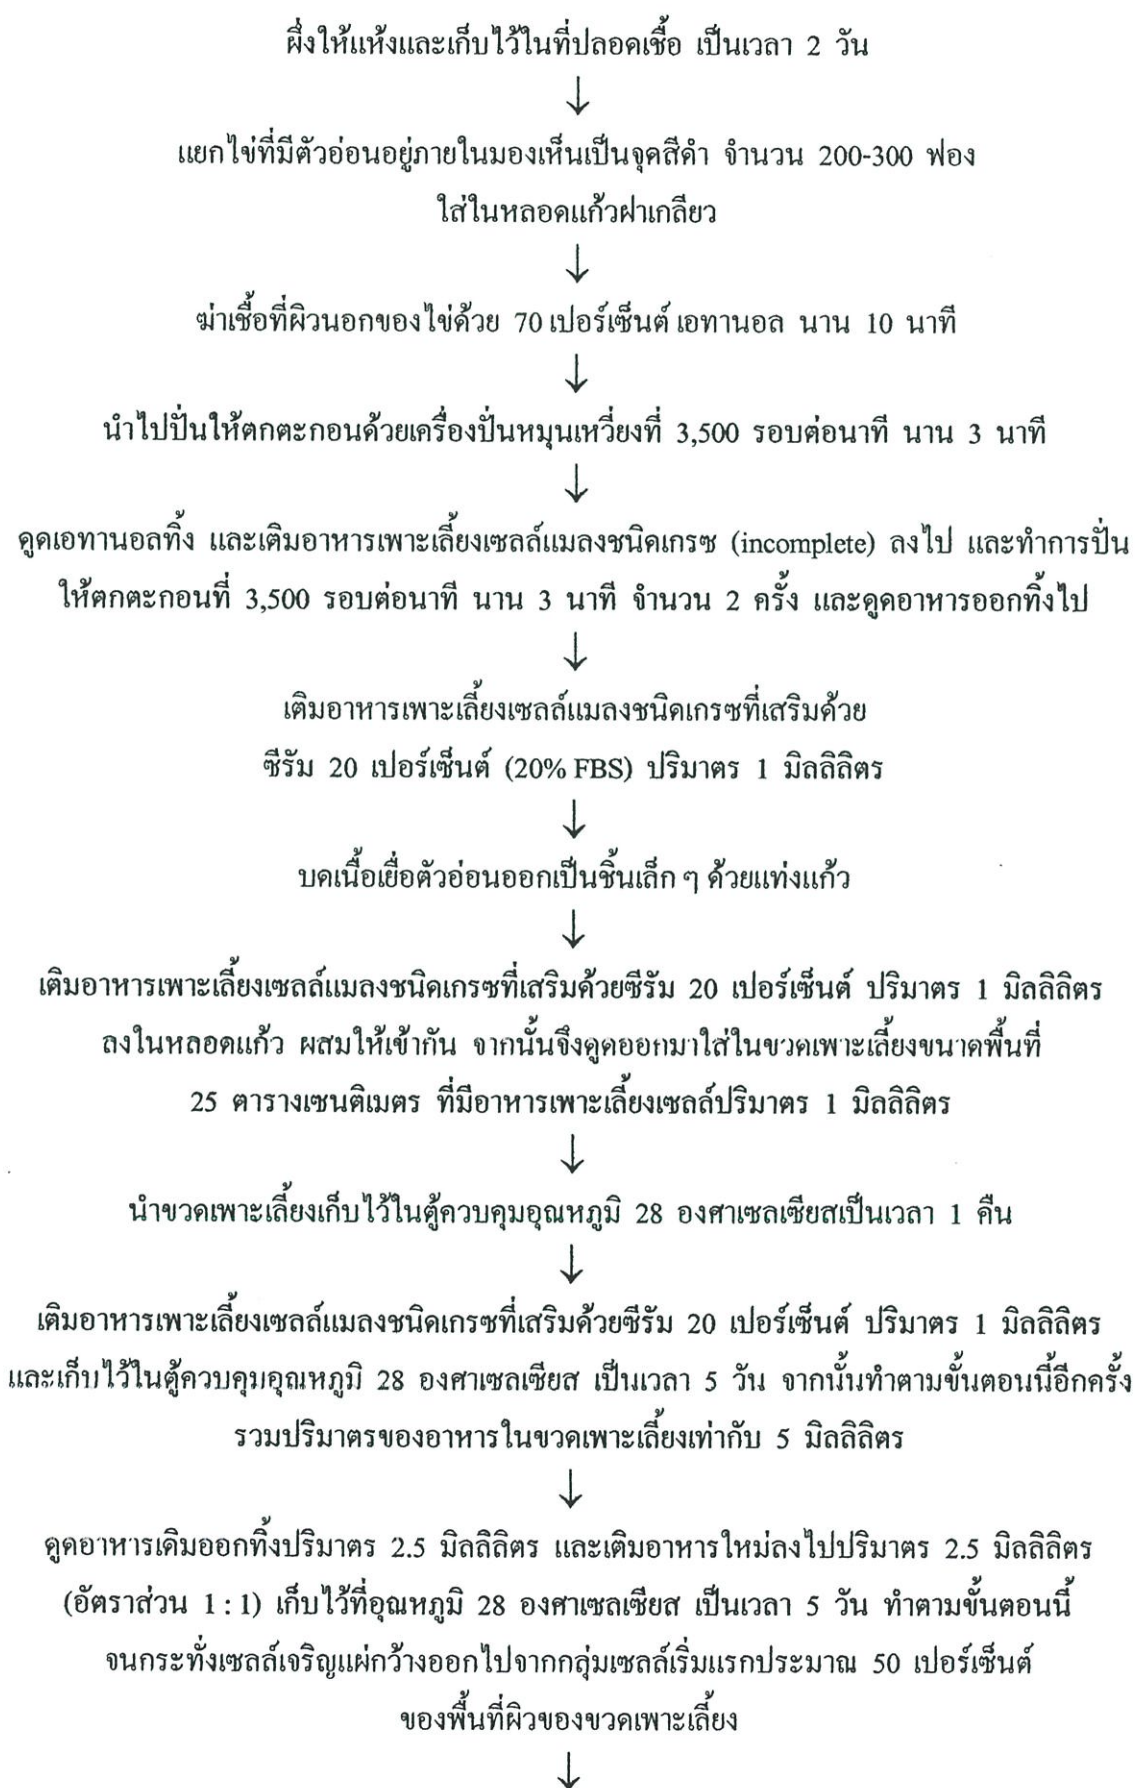 ผึ่งให้แห้งและเก็บไว้ในที่ปลอดเชื้อ เป็นเวลา 2 วัน
แยกไข่ที่มีตัวอ่อนอยู่ภายในมองเห็นเป็นจุดสีดำ จำนวน 200-300 ฟอง
ใส่ในหลอดแก้วฝาเกลียว
ฆ่าเชื้อที่ผิวนอกของไข่ด้วย 70 เปอร์เซ็นต์ เอทานอล นาน 10 นาที
นำไปปั่นให้ตกตะกอนด้วยเครื่องปั่นหมุนเหวี่ยงที่ 3,500 รอบต่อนาที นาน 3 นาที
ดูดเอทานอลทิ้ง และเติมอาหารเพาะเลี้ยงเซลล์แมลงชนิดเกรซ (incomplete) ลงไป และทำการปั่น
ให้ตกตะกอนที่ 3,500 รอบต่อนาที นาน 3 นาที จำนวน 2 ครั้ง และดูดอาหารออกทิ้งไป
เติมอาหารเพาะเลี้ยงเซลล์แมลงชนิดเกรซที่เสริมด้วย
ซีรัม 20 เปอร์เซ็นต์ (20% FBS) ปริมาตร 1 มิลลิลิตร
บดเนื้อเยื่อตัวอ่อนออกเป็นชิ้นเล็ก ๆ ด้วยแท่งแก้ว
เติมอาหารเพาะเลี้ยงเซลล์แมลงชนิดเกรซที่เสริมด้วยซีรัม 20 เปอร์เซ็นต์ ปริมาตร 1 มิลลิลิตร
ลงในหลอดแก้ว ผสมให้เข้ากัน จากนั้นจึงดูดออกมาใส่ในขวดเพาะเลี้ยงขนาดพื้นที่
25 ตารางเซนติเมตร ที่มีอาหารเพาะเลี้ยงเซลล์ปริมาตร 1 มิลลิลิตร
นำขวดเพาะเลี้ยงเก็บไว้ในตู้ควบคุมอุณหภูมิ 28 องศาเซลเซียสเป็นเวลา 1 คืน
เติมอาหารเพาะเลี้ยงเซลล์แมลงชนิดเกรซที่เสริมด้วยซีรัม 20 เปอร์เซ็นต์ ปริมาตร 1 มิลลิลิตร
และเก็บไว้ในตู้ควบคุมอุณหภูมิ 28 องศาเซลเซียส เป็นเวลา 5 วัน จากนั้นทำตามขั้นตอนนี้อีกครั้ง
รวมปริมาตรของอาหารในขวดเพาะเลี้ยงเท่ากับ 5 มิลลิลิตร
ดูดอาหารเดิมออกทิ้งปริมาตร 2.5 มิลลิลิตร และเติมอาหารใหม่ลงไปปริมาตร 2.5 มิลลิลิตร
(อัตราส่วน 1 : 1) เก็บไว้ที่อุณหภูมิ 28 องศาเซลเซียส เป็นเวลา 5 วัน ทำตามขั้นตอนนี้
จนกระทั่งเซลล์เจริญแผ่กว้างออกไปจากกลุ่มเซลล์เริ่มแรกประมาณ 50 เปอร์เซ็นต์
ของพื้นที่ผิวของขวดเพาะเลี้ยง